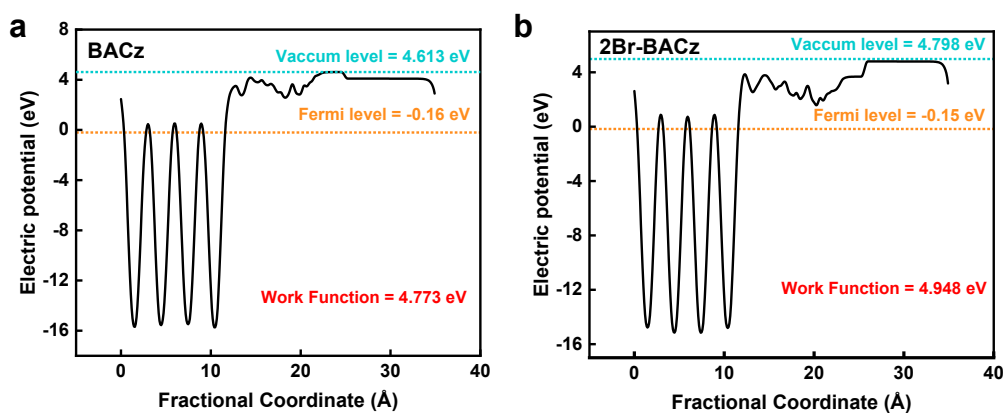 a
BACz
Vaccum level = 4.613 eV
Fermi level = -0.16 eV
Work Function = 4.773 eV
Electric potential (eV)
8
4
0
-4
-8
-12
-16
0
10
20
30
40
Fractional Coordinate (Å)
b
2Br-BACz
Vaccum level = 4.798 eV
Fermi level = -0.15 eV
Work Function = 4.948 eV
Electric potential (eV)
4
0
-4
-8
-12
-16
0
10
20
30
40
Fractional Coordinate (Å)